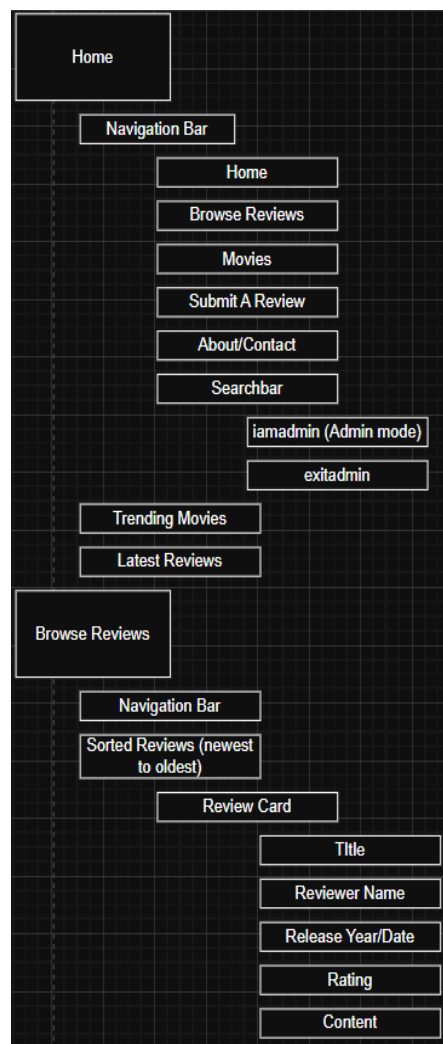 Home
Navigation Bar
Home
Browse Reviews
Movies
Submit A Review
About/Contact
Searchbar
iamadmin (Admin mode)
exitadmin
Trending Movies
Latest Reviews
Browse Reviews
Navigation Bar
Sorted Reviews (newest
to oldest)
Review Card
TItle
Reviewer Name
Release Year/Date
Rating
Content